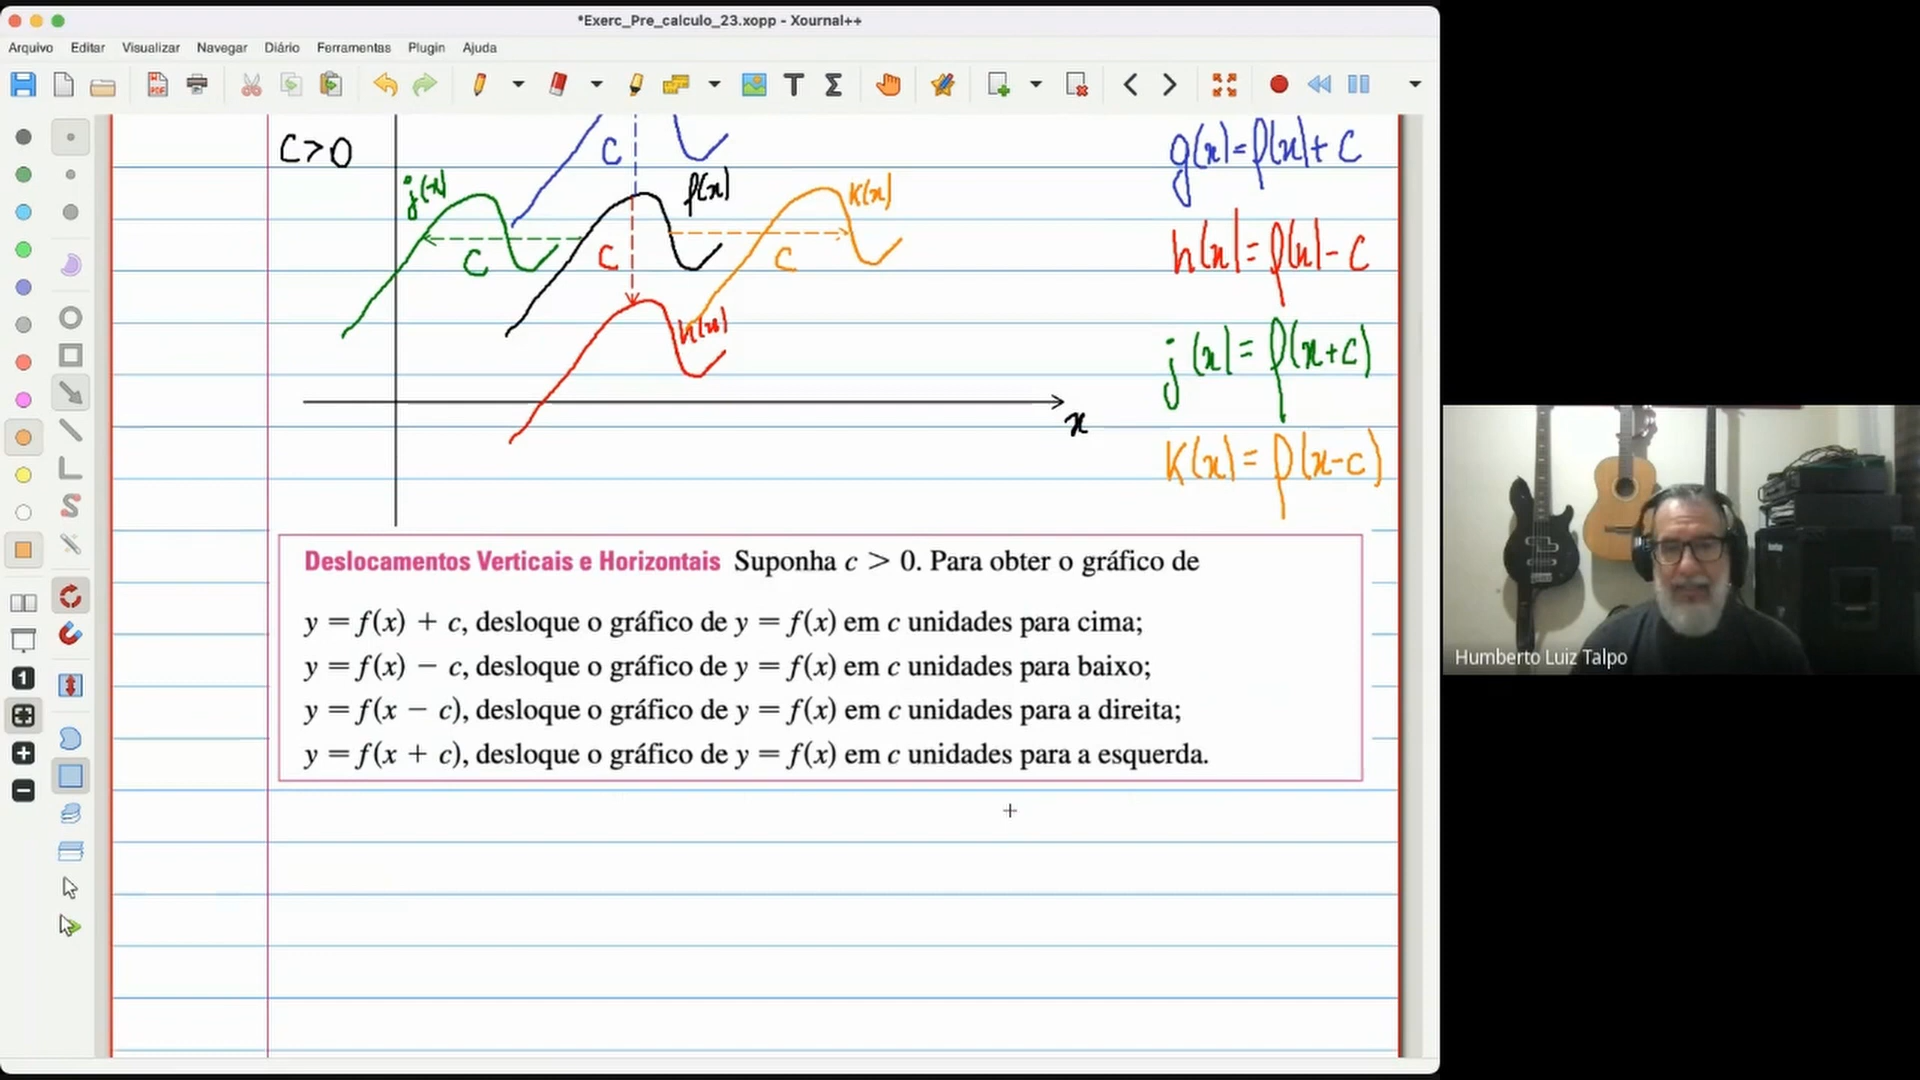 *Exerc_Pre_calculo_23.xopp - Xournal++
Arquivo Editar Visualizar Navegar Diário Ferramentas Plugin Ajuda
C>0
C
j(x)
f(x)
K(x)
C
C
C
h(x)
x
g(x)=f(x)+C
h(x)=f(x)-C
j(x)=f(x+c)
K(x)=f(x-c)
Deslocamentos Verticais e Horizontais Suponha c > 0. Para obter o gráfico de
y = f(x) + c, desloque o gráfico de y = f(x) em c unidades para cima;
y = f(x) − c, desloque o gráfico de y = f(x) em c unidades para baixo;
y = f(x − c), desloque o gráfico de y = f(x) em c unidades para a direita;
y = f(x + c), desloque o gráfico de y = f(x) em c unidades para a esquerda.
Humberto Luiz Talpo